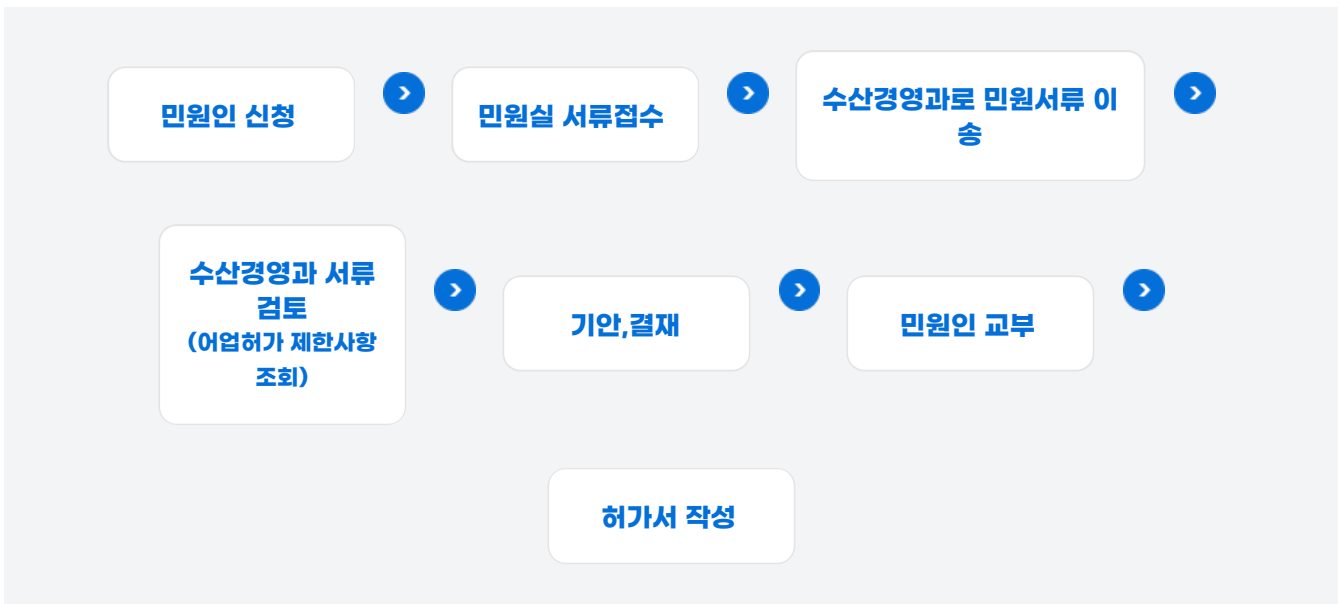 민원인 신청
민원실 서류접수
수산경영과로 민원서류 이
송
수산경영과 서류
검토
(어업허가 제한사항
조회)
기안,결재
민원인 교부
허가서 작성